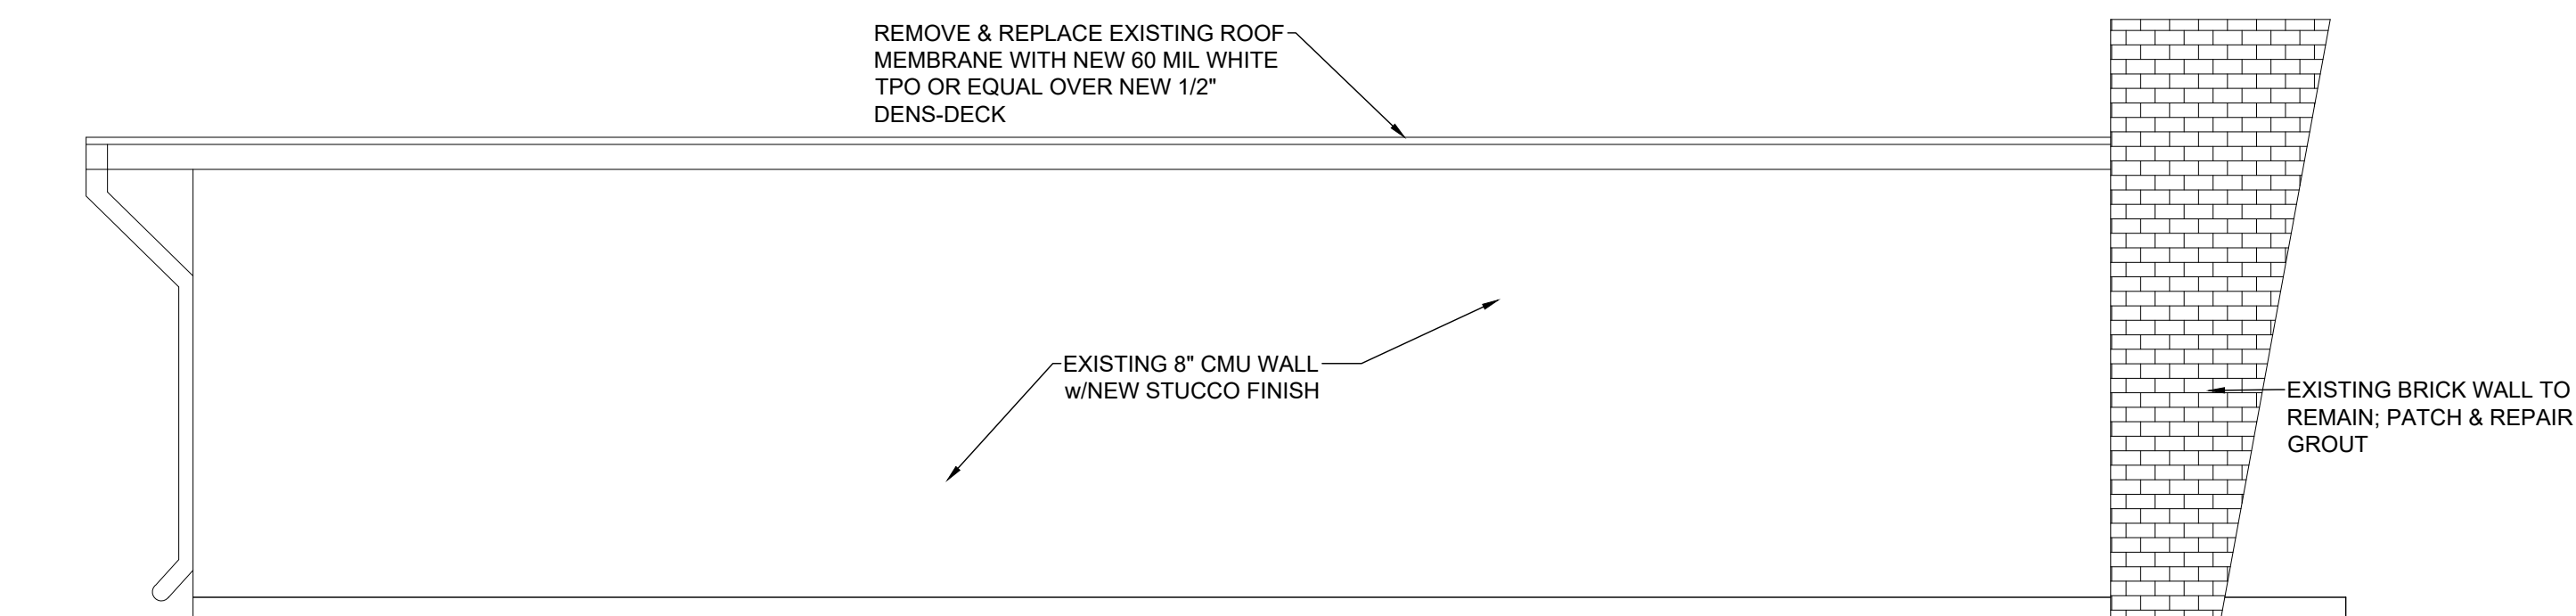 REMOVE & REPLACE EXISTING ROOF
MEMBRANE WITH NEW 60 MIL WHITE
TPO OR EQUAL OVER NEW 1/2"
DENS-DECK
EXISTING 8" CMU WALL
w/NEW STUCCO FINISH
EXISTING BRICK WALL TO
REMAIN; PATCH & REPAIR
GROUT